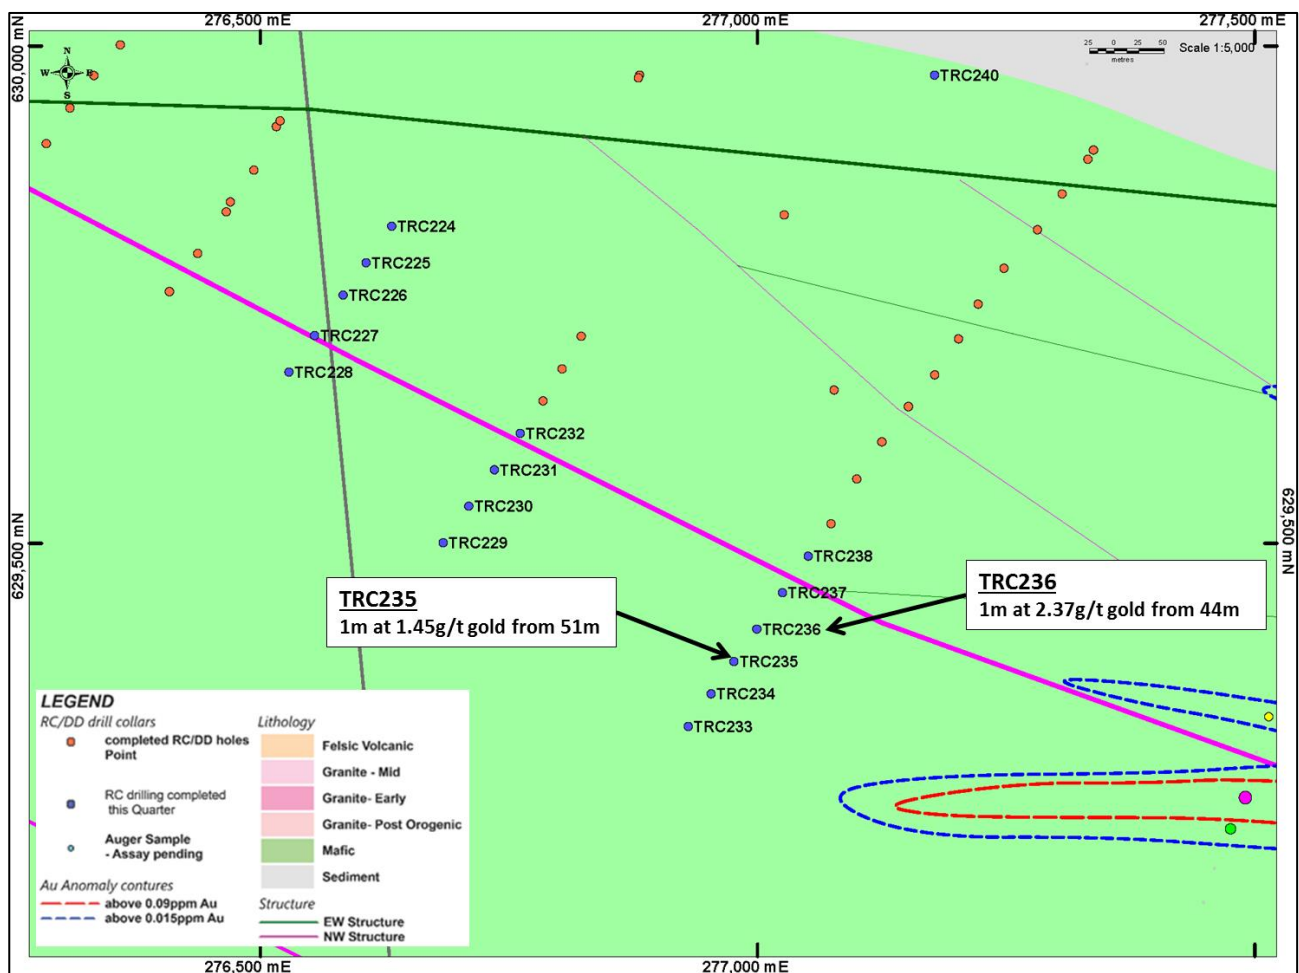 276,500 mE
277,000 mE
277,500 mE
630,000 mN
N
W E
S
25 0 25 50
metres
Scale 1:5,000
TRC240
TRC224
TRC225
TRC226
TRC227
TRC228
TRC232
TRC231
TRC230
TRC229
629,500 mN
629,500 mN
TRC238
TRC237
TRC236
TRC235
TRC234
TRC233
TRC235
1m at 1.45g/t gold from 51m
TRC236
1m at 2.37g/t gold from 44m
LEGEND
RC/DD drill collars
completed RC/DD holes
Point
RC drilling completed
this Quarter
Auger Sample
- Assay pending
Au Anomaly contures
above 0.09ppm Au
above 0.015ppm Au
Lithology
Felsic Volcanic
Granite - Mid
Granite- Early
Granite- Post Orogenic
Mafic
Sediment
Structure
EW Structure
NW Structure
276,500 mE
277,000 mE